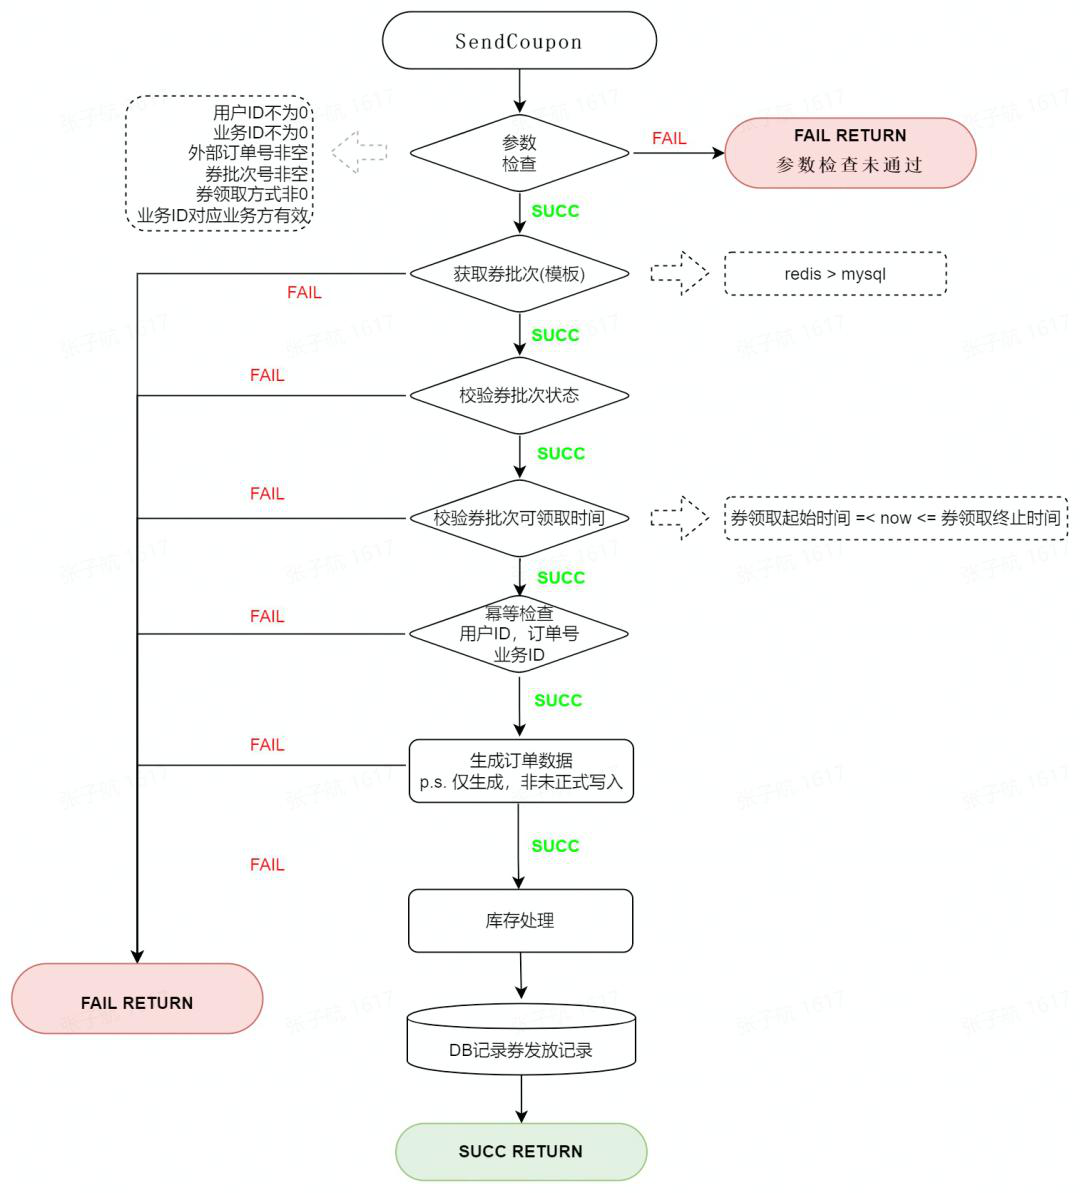 SendCoupon
用户ID不为0
业务ID不为0
外部订单号非空
券批次号非空
券领取方式非0
业务ID对应业务方有效
参数
检查
FAIL
FAIL RETURN
参数检查未通过
SUCC
获取券批次(模板)
redis > mysql
FAIL
SUCC
FAIL
校验券批次状态
SUCC
FAIL
校验券批次可领取时间
券领取起始时间 =< now <= 券领取终止时间
SUCC
FAIL
幂等检查
用户ID，订单号
业务ID
SUCC
FAIL
生成订单数据
p.s. 仅生成，非未正式写入
SUCC
FAIL
库存处理
FAIL RETURN
DB记录券发放记录
SUCC RETURN
张子航 1617